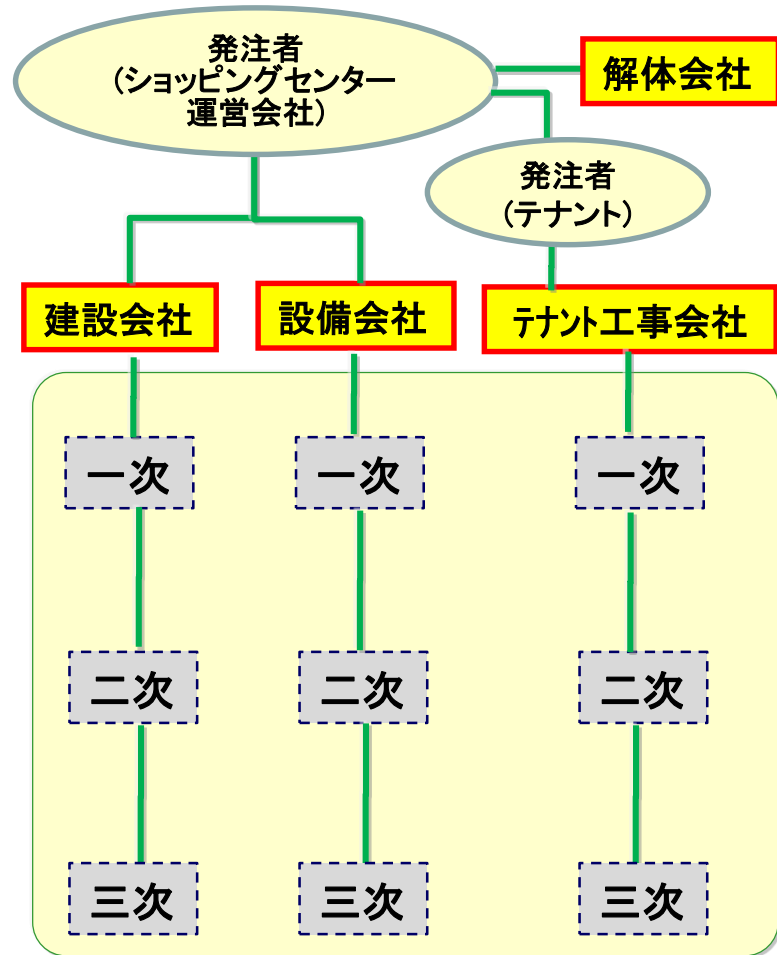 発注者
(ショッピングセンター
運営会社)
解体会社
発注者
(テナント)
建設会社
設備会社
テナント工事会社
一次
一次
一次
二次
二次
二次
三次
三次
三次